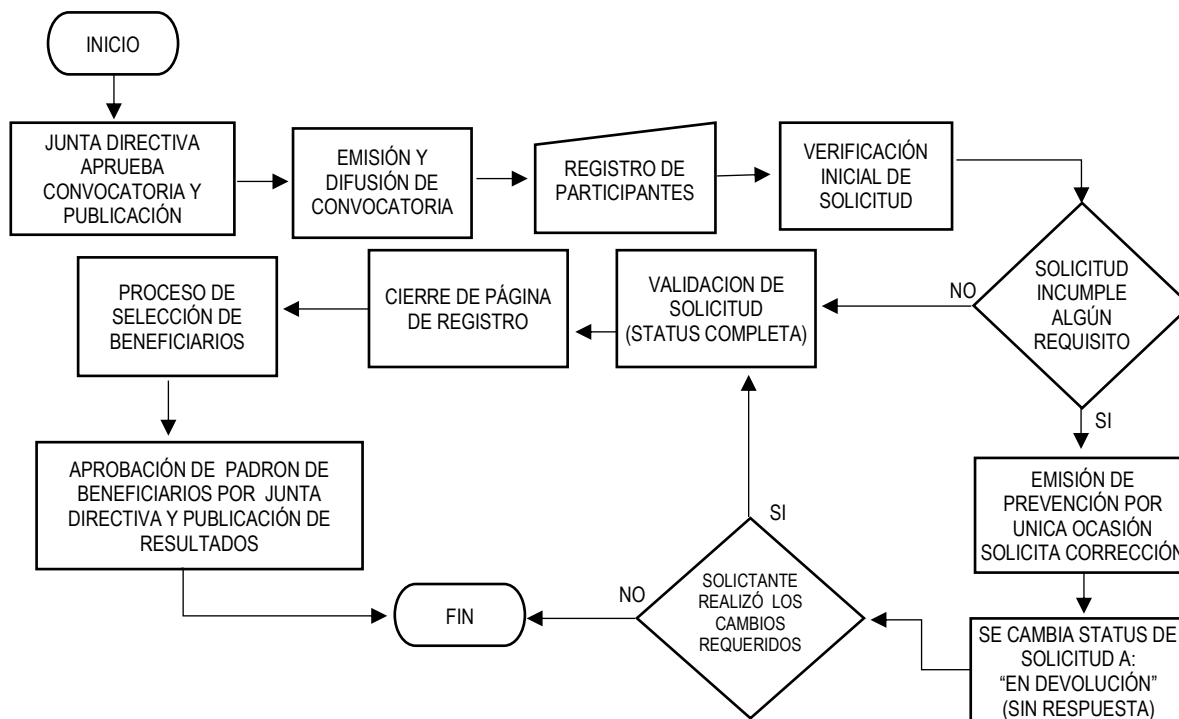 INICIO
JUNTA DIRECTIVA
APRUEBA
CONVOCATORIA Y
PUBLICACIÓN
EMISIÓN Y
DIFUSIÓN DE
CONVOCATORIA
REGISTRO DE
PARTICIPANTES
VERIFICACIÓN
INICIAL DE
SOLICITUD
SOLICITUD
INCUMPLE
ALGÚN
REQUISITO
NO
VALIDACION DE
SOLICITUD
(STATUS COMPLETA)
CIERRE DE PÁGINA
DE REGISTRO
PROCESO DE
SELECCIÓN DE
BENEFICIARIOS
APROBACIÓN DE PADRON DE
BENEFICIARIOS POR JUNTA
DIRECTIVA Y PUBLICACIÓN DE
RESULTADOS
SI
EMISIÓN DE
PREVENCIÓN POR
UNICA OCASIÓN
SOLICITA CORRECCIÓN
SE CAMBIA STATUS DE
SOLICITUD A:
“EN DEVOLUCIÓN”
(SIN RESPUESTA)
SOLICTANTE
REALIZÓ LOS
CAMBIOS
REQUERIDOS
SI
NO
FIN